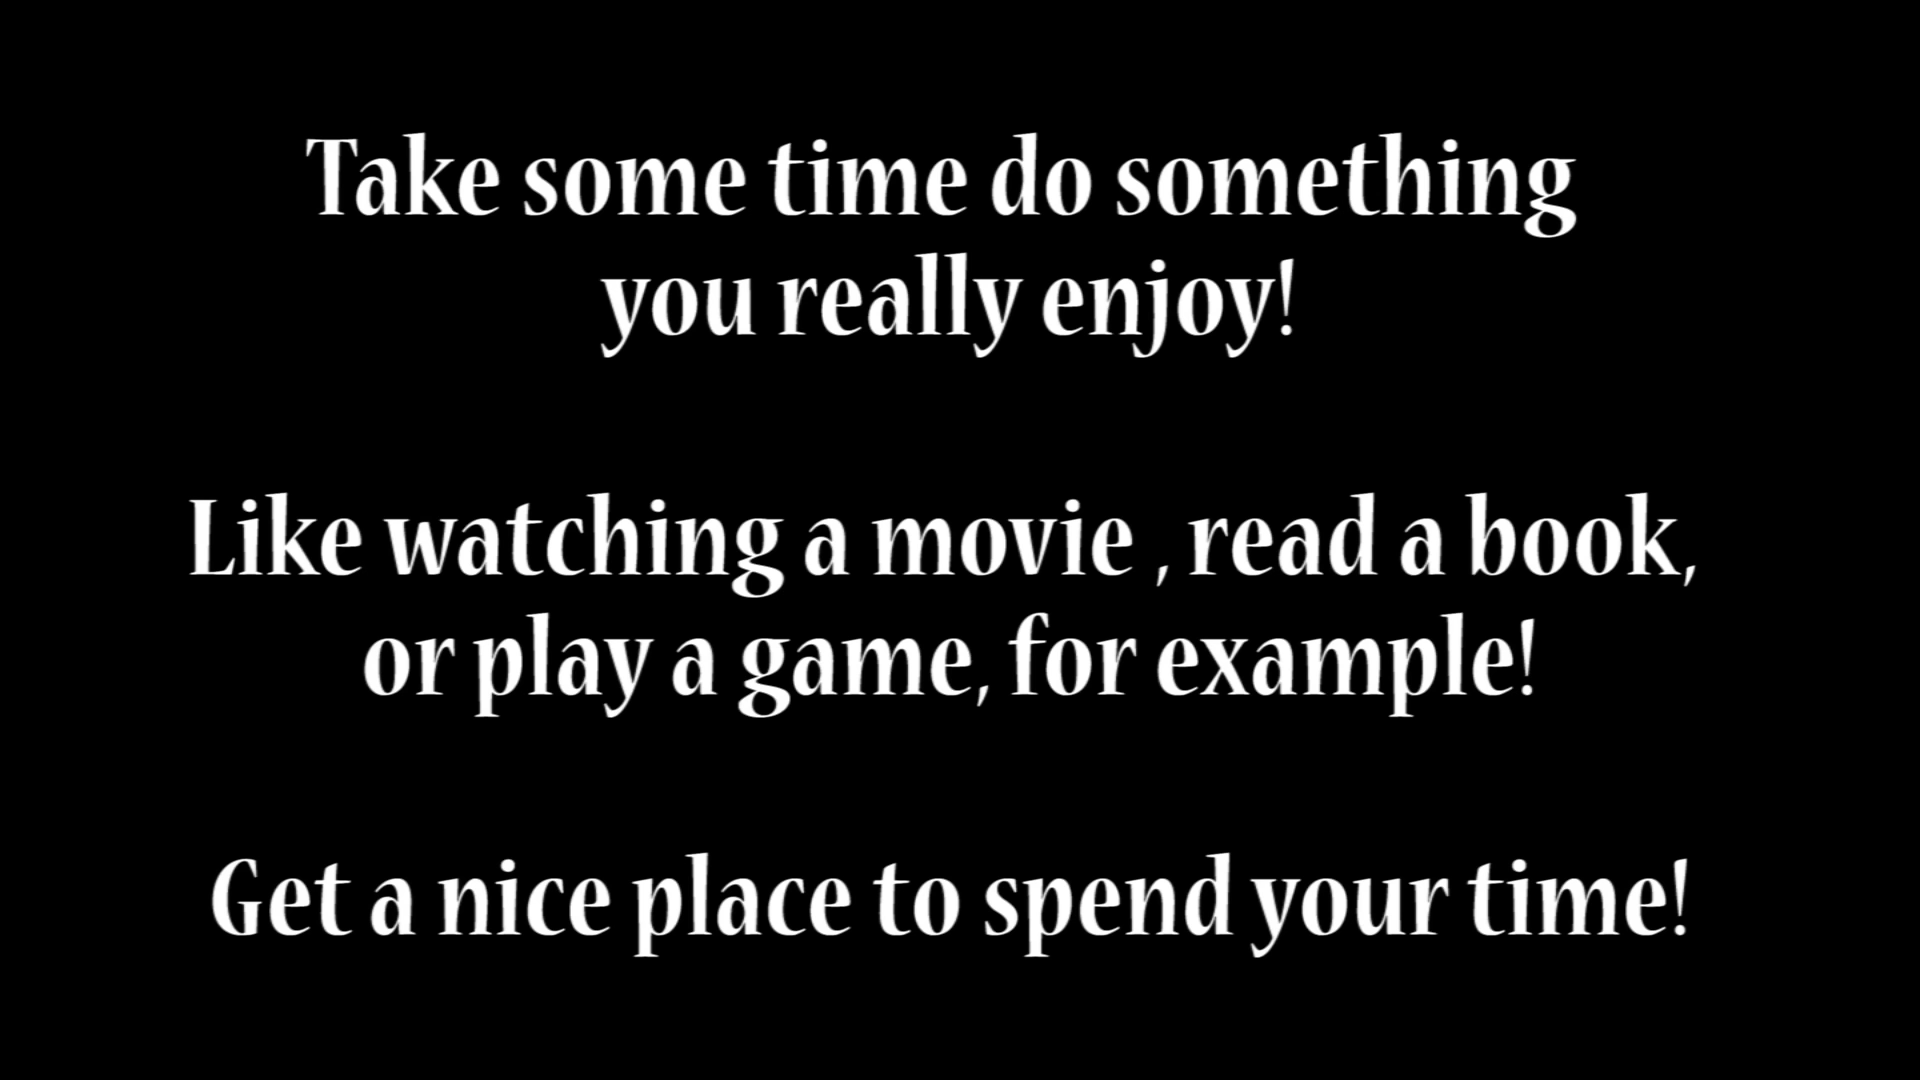 Take some time do something
you really enjoy!
Like watching a movie , read a book,
or play a game, for example!
Get a nice place to spend your time!